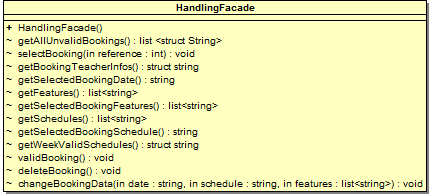 HandlingFacade
+ HandlingFacade()
~ getAllUnvalidBookings() : list <struct String>
~ selectBooking(in reference : int) : void
~ getBookingTeacherInfos() : struct string
~ getSelectedBookingDate() : string
~ getFeatures() : list<string>
~ getSelectedBookingFeatures() : list<string>
~ getSchedules() : list<string>
~ getSelectedBookingSchedule() : string
~ getWeekValidSchedules() : struct string
~ validBooking() : void
~ deleteBooking() : void
~ changeBookingData(in date : string, in schedule : string, in features : list<string>) : void